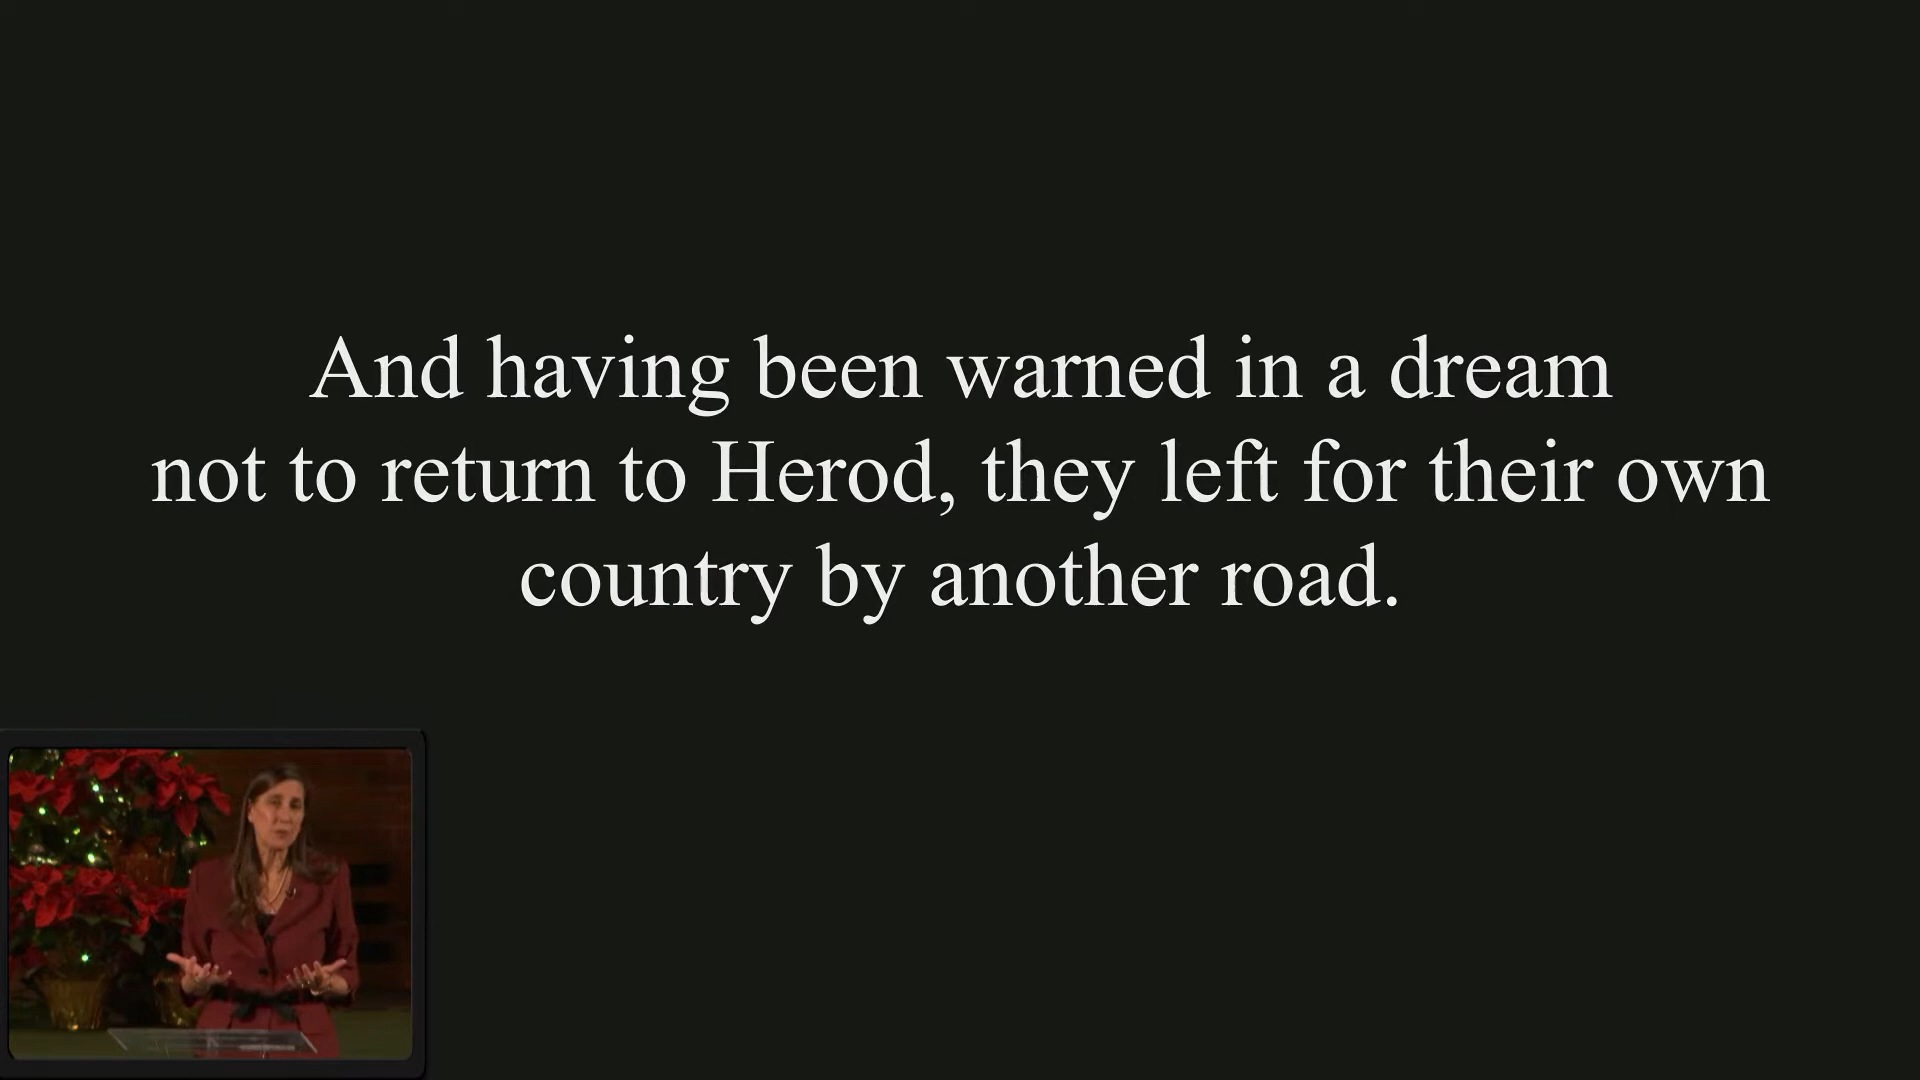 And having been warned in a dream
not to return to Herod, they left for their own
country by another road.